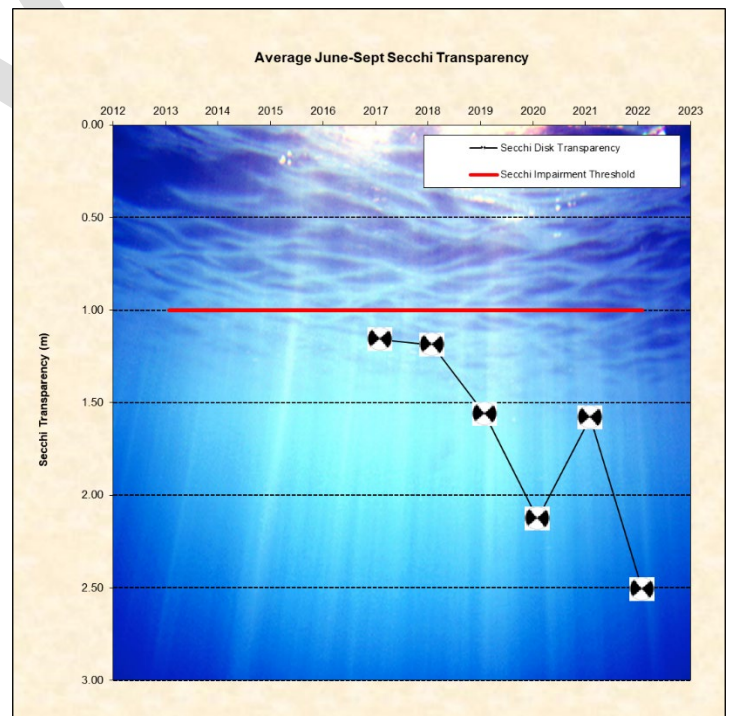 Average June-Sept Secchi Transparency
2012 2013 2014 2015 2016 2017 2018 2019 2020 2021 2022 2023
0.00
Secchi Disk Transparency
Secchi Impairment Threshold
0.50
1.00
Secchi Transparency (m)
1.50
2.00
2.50
3.00